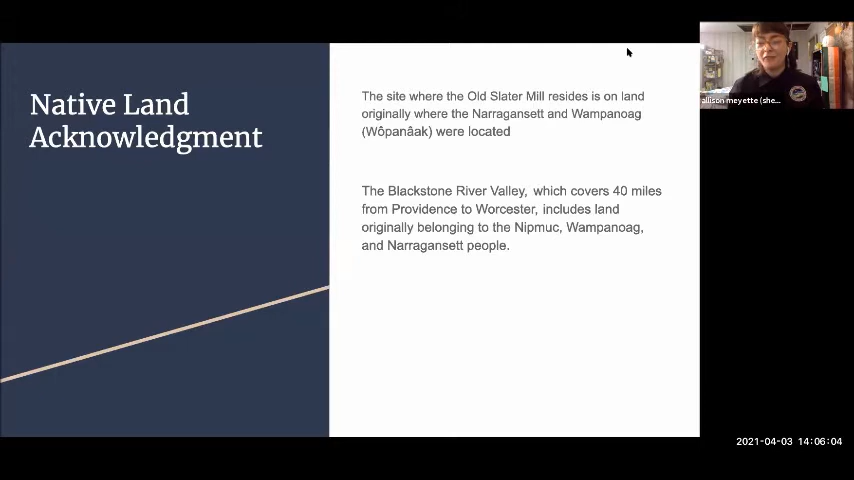 Native Land
Acknowledgment
The site where the Old Slater Mill resides is on land
originally where the Narragansett and Wampanoag
(Wôpanâak) were located
The Blackstone River Valley, which covers 40 miles
from Providence to Worcester, includes land
originally belonging to the Nipmuc, Wampanoag,
and Narragansett people.
allison meyette (she...
2021-04-03 14:06:04